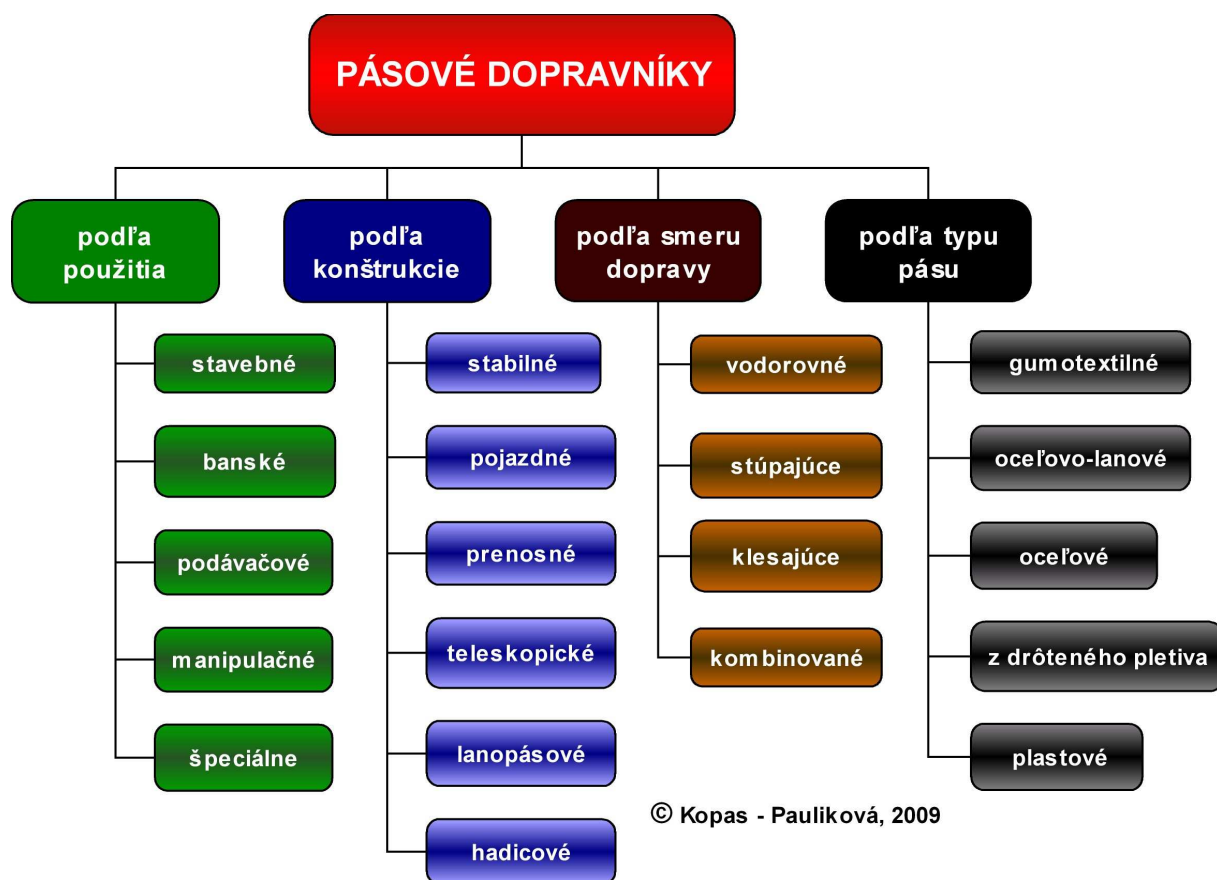 PÁSOVÉ DOPRAVNÍKY
podľa
použitia
stavebné
banské
podávačové
manipulačné
špeciálne
podľa
konštrukcie
stabilné
pojazdné
prenosné
teleskopické
lanopásové
hadicové
podľa smeru
dopravy
vodorovné
stúpajúce
klesajúce
kombinované
podľa typu
pásu
gumotextilné
oceľovo-lanové
oceľové
z drôteného pletiva
plastové
© Kopas - Pauliková, 2009